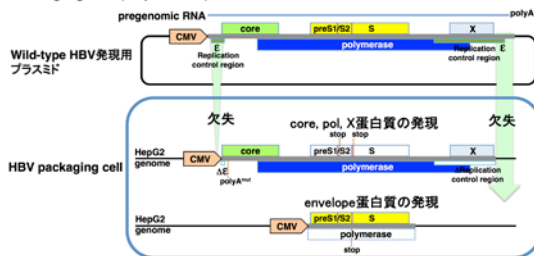 pregenomic RNA
polyA
Wild-type HBV発現用
プラスミド
CMV
core
preS1/S2
S
X
ε
Replication
control region
polymerase
Replication
control region
ε
欠失
欠失
core, pol, X蛋白質の発現
stop
stop
HBV packaging cell
HepG2
genome
CMV
core
preS1/S2
S
X
Δε
polyAmut
polymerase
ΔReplication
control region
envelope蛋白質の発現
HepG2
genome
CMV
preS1/S2
S
polymerase
stop